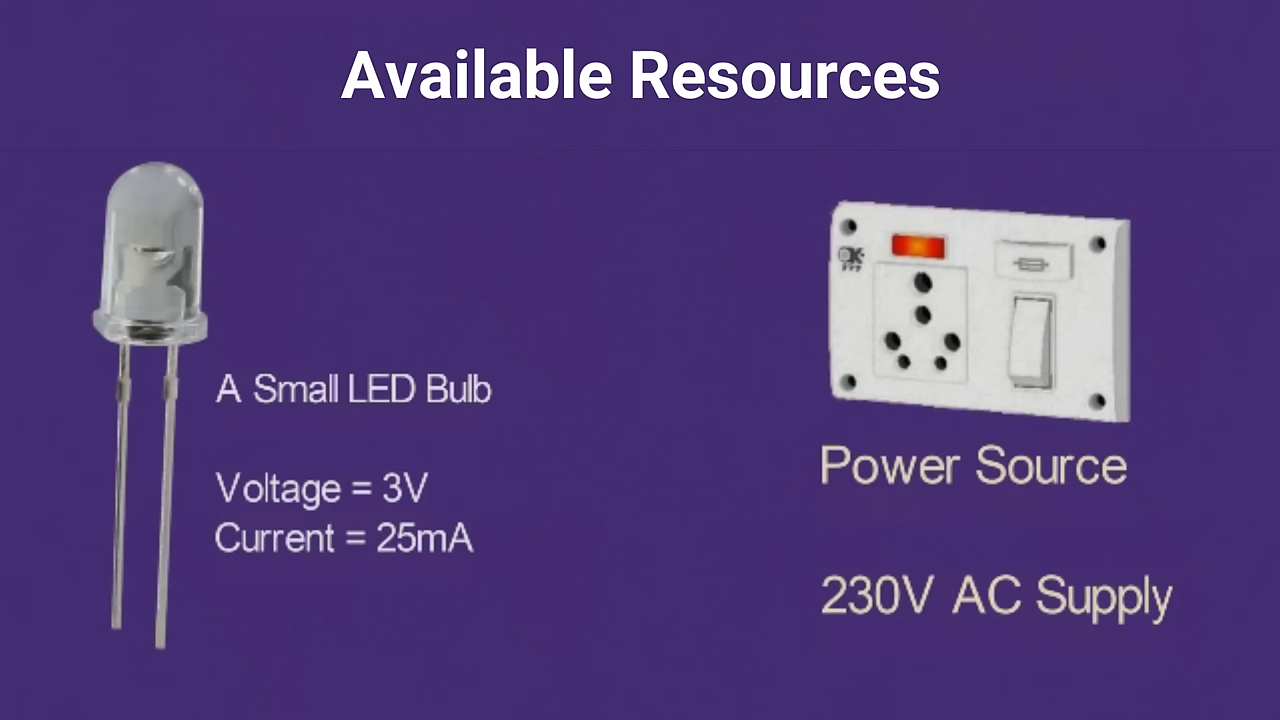 Available Resources
A Small LED Bulb
Voltage = 3V
Current = 25mA
Power Source
230V AC Supply